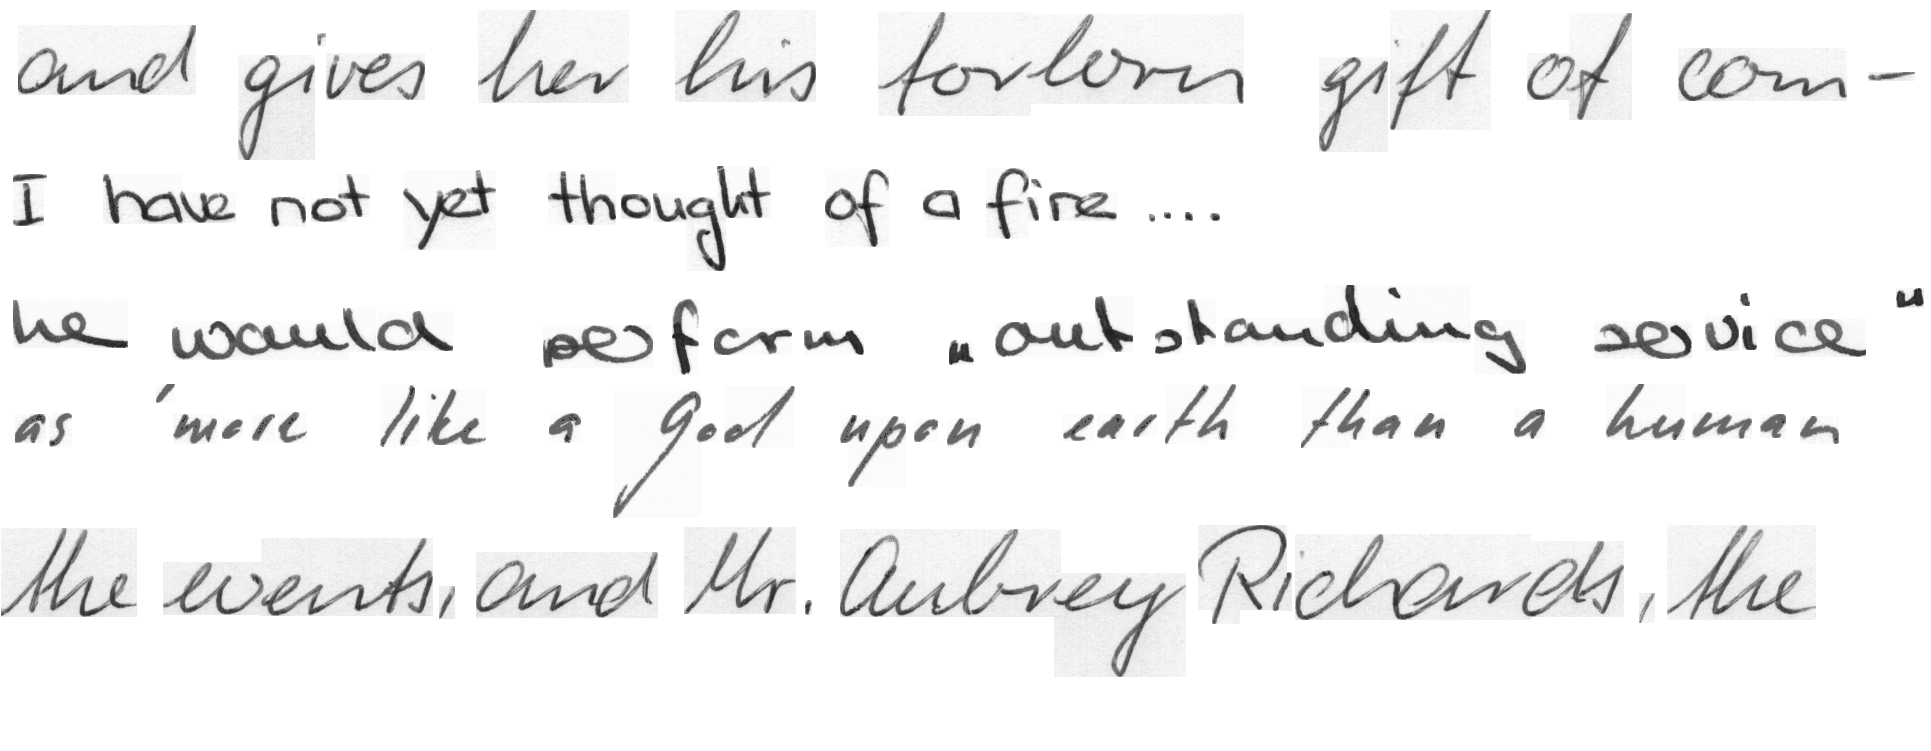 and gives her his forlorn gift of com-
I have not yet thought of a fire ....
he would perform „outstanding service"
as 'more like a god upon earth than a human
the events, and Mr. Aubrey Richards, the